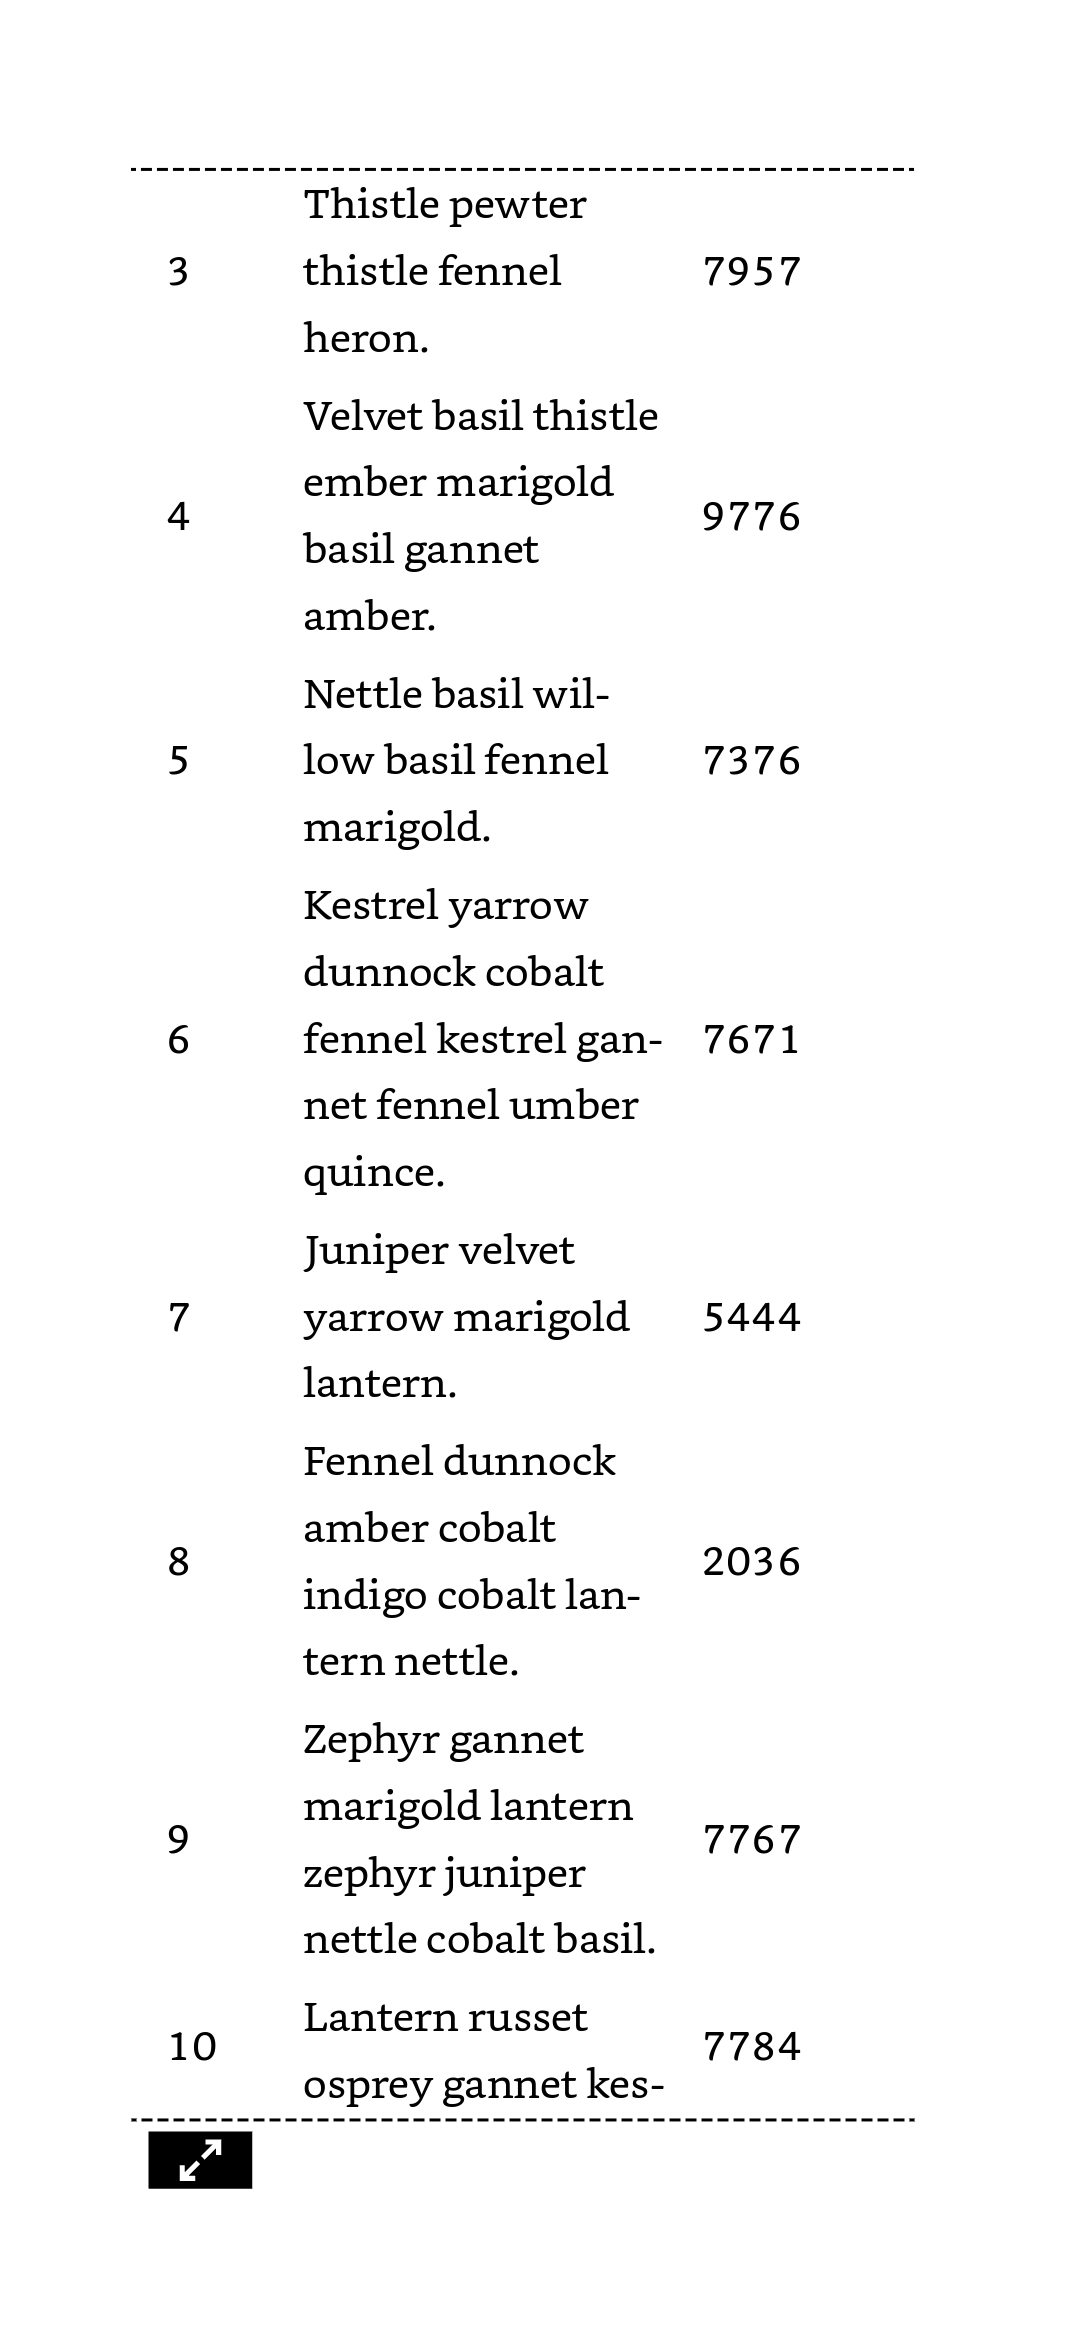 Thistle pewter
3 thistle fennel 7957
heron.
Velvet basil thistle
ember marigold
4 9776
basil gannet
amber.
Nettle basil wil-
5 low basil fennel 7376
marigold.
Kestrel yarrow
dunnock cobalt
6 fennel kestrel gan- 7671
net fennel umber
quince.
Juniper velvet
7 yarrow marigold 5444
lantern.
Fennel dunnock
amber cobalt
8 2036
indigo cobalt lan-
tern nettle.
Zephyr gannet
marigold lantern
9 7767
zephyr juniper
nettle cobalt basil.
Lantern russet
10 7784
osprey gannet kes-